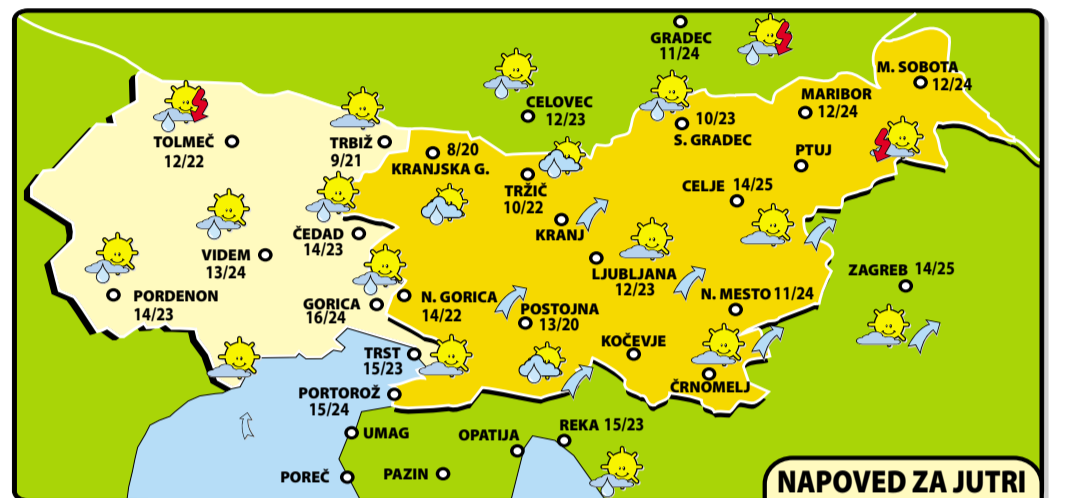 GRADEC
11/24
M. SOBOTA
12/24
CELOVEC
12/23
MARIBOR
12/24
10/23
S. GRADEC
TOLMEČ
12/22
TRBIŽ
9/21
8/20
KRANJSKA G.
PTUJ
TRŽIČ
10/22
CELJE 14/25
KRANJ
ČEDAD
14/23
VIDEM
13/24
LJUBLJANA
12/23
ZAGREB 14/25
PORDENON
14/23
GORICA
16/24
N. GORICA
14/22
POSTOJNA
13/20
N. MESTO 11/24
KOČEVJE
TRST
15/23
ČRNOMELJ
PORTOROŽ
15/24
UMAG
OPATIJA
REKA 15/23
POREČ
PAZIN
NAPOVED ZA JUTRI